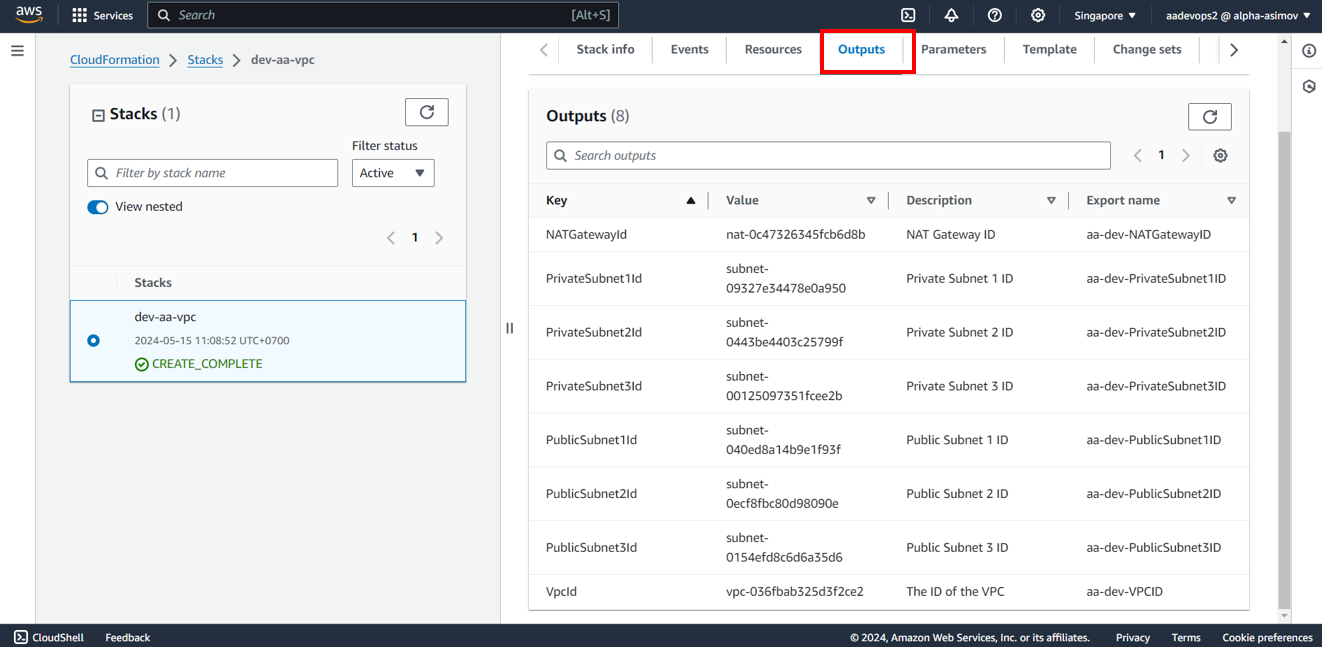 aws
Services
Search [Alt+S]
Singapore
aadevops2 @ alpha-asimov
CloudFormation
Stacks
dev-aa-vpc
Stacks (1)
Filter status
Filter by stack name
Active
View nested
1
Stacks
dev-aa-vpc
2024-05-15 11:08:52 UTC+0700
CREATE_COMPLETE
Stack info
Events
Resources
Outputs
Parameters
Template
Change sets
Outputs (8)
Search outputs
1
Key Value Description Export name
NATGatewayId nat-0c47326345fcb6d8b NAT Gateway ID aa-dev-NATGatewayID
PrivateSubnet1Id subnet-
09327e34478e0a950 Private Subnet 1 ID aa-dev-PrivateSubnet1ID
PrivateSubnet2Id subnet-
0443be4403c25799f Private Subnet 2 ID aa-dev-PrivateSubnet2ID
PrivateSubnet3Id subnet-
00125097351fcee2b Private Subnet 3 ID aa-dev-PrivateSubnet3ID
PublicSubnet1Id subnet-
040ed8a14b9e1f93f Public Subnet 1 ID aa-dev-PublicSubnet1ID
PublicSubnet2Id subnet-
0ecf8fbc80d98090e Public Subnet 2 ID aa-dev-PublicSubnet2ID
PublicSubnet3Id subnet-
0154efd8c6d6a35d6 Public Subnet 3 ID aa-dev-PublicSubnet3ID
VpcId vpc-036fbab325d3f2ce2 The ID of the VPC aa-dev-VPCID
CloudShell
Feedback
© 2024, Amazon Web Services, Inc. or its affiliates.
Privacy
Terms
Cookie preferences